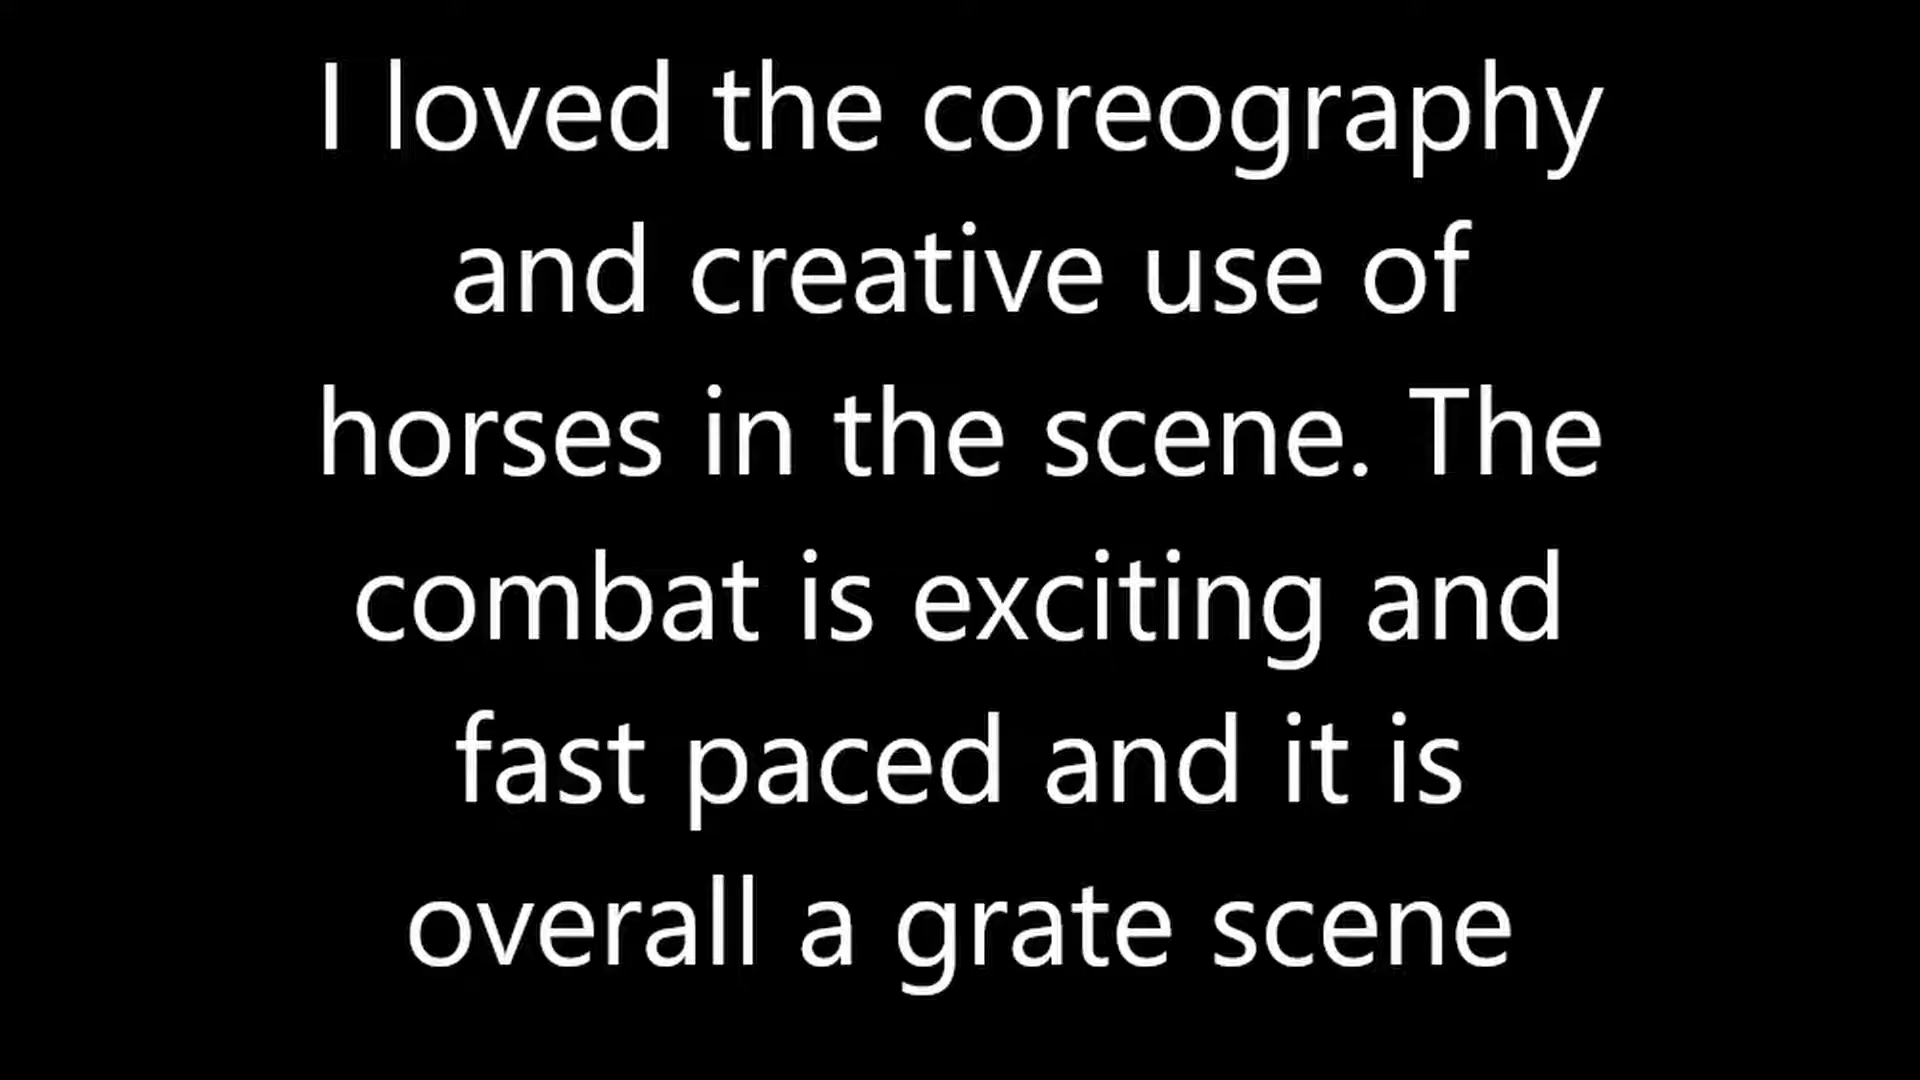 I loved the coreography
and creative use of
horses in the scene. The
combat is exciting and
fast paced and it is
overall a grate scene